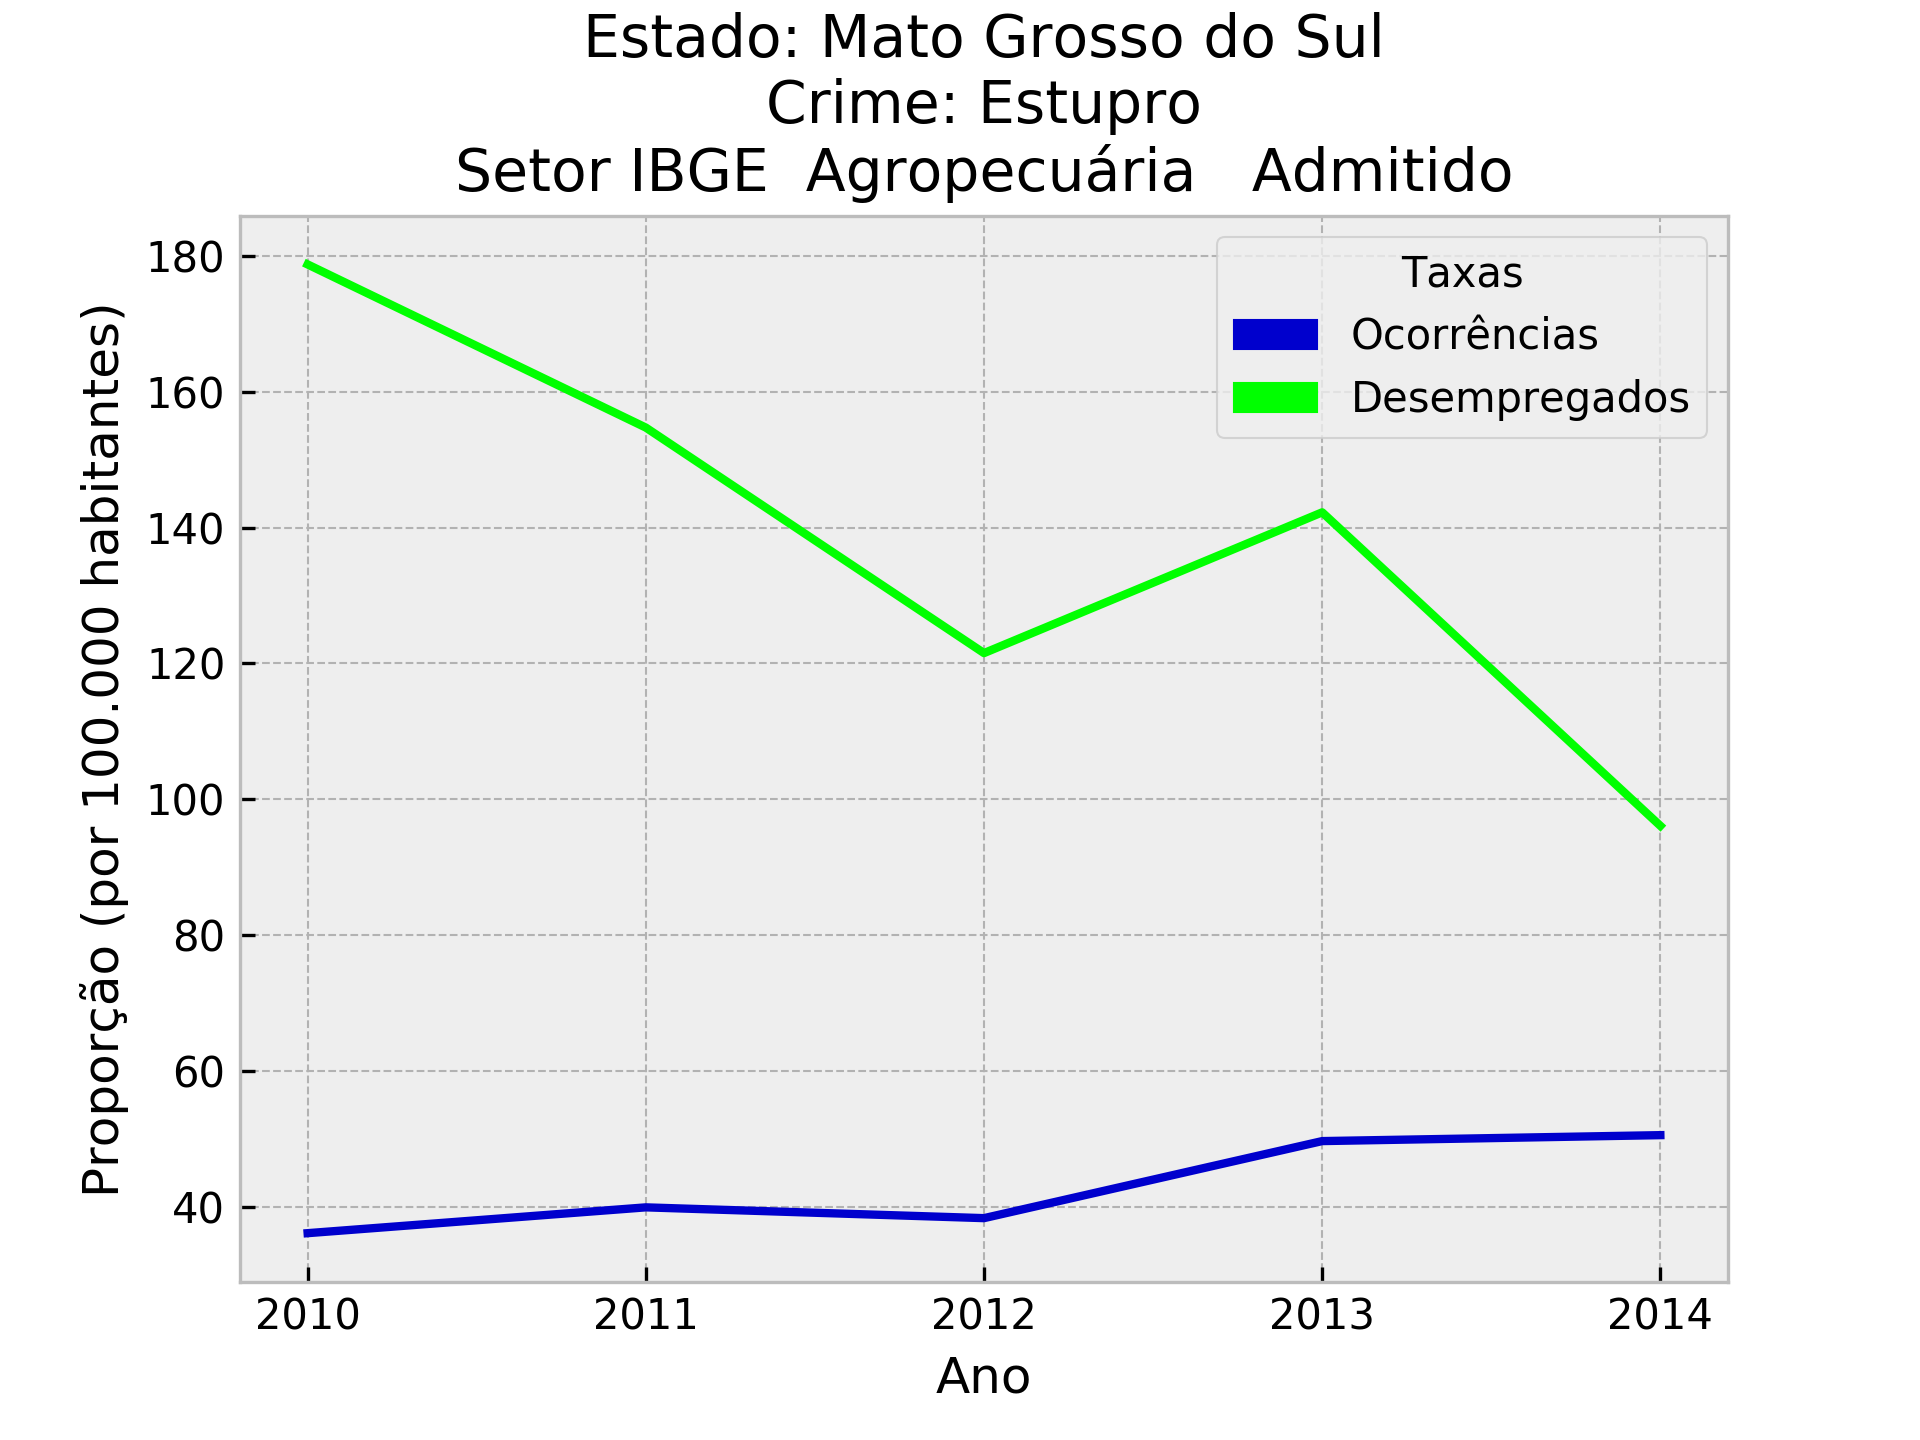 Estado: Mato Grosso do Sul
Crime: Estupro
Setor IBGE  Agropecuária   Admitido
Proporção (por 100.000 habitantes)
180
160
140
120
100
80
60
40
Taxas
Ocorrências
Desempregados
2010 2011 2012 2013 2014
Ano